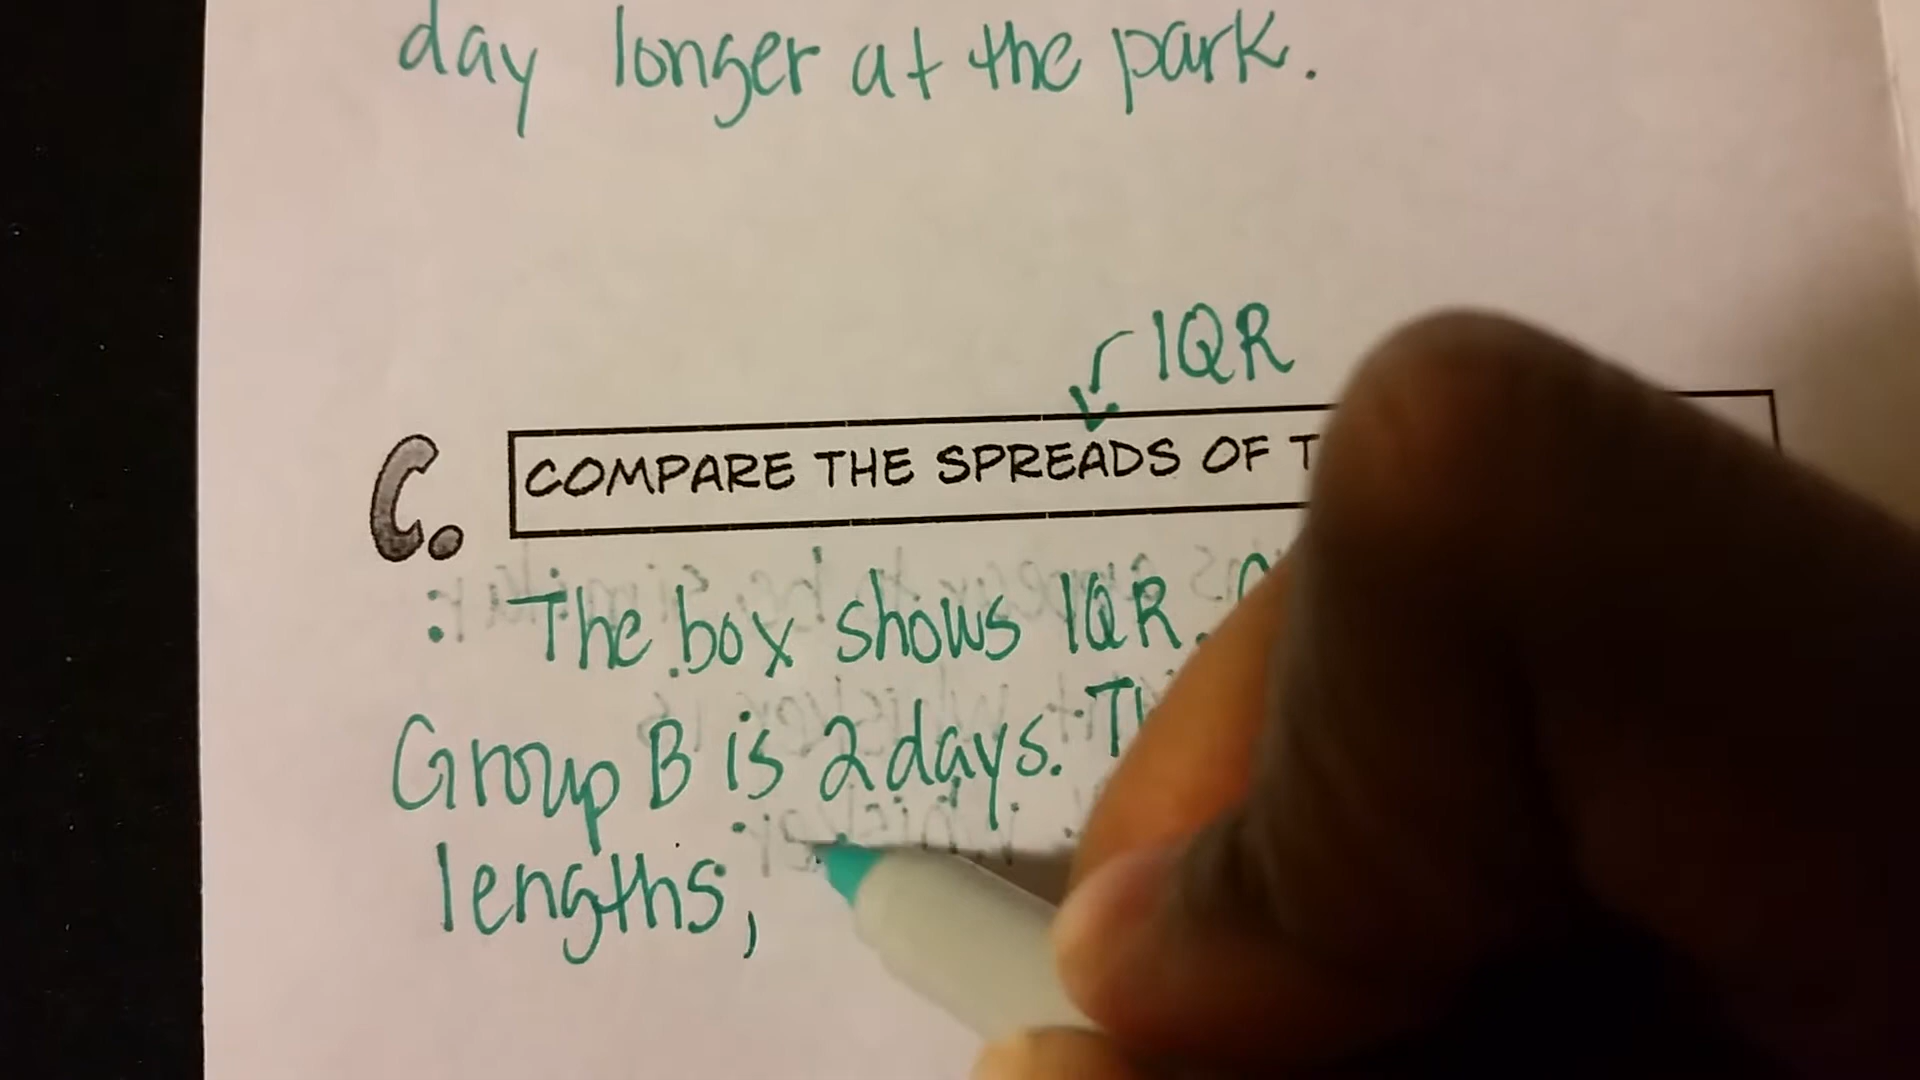 day longer at the park.
IQR
C. COMPARE THE SPREADS OF
: The box shows IQR.
Group B is 2 days.
lengths,